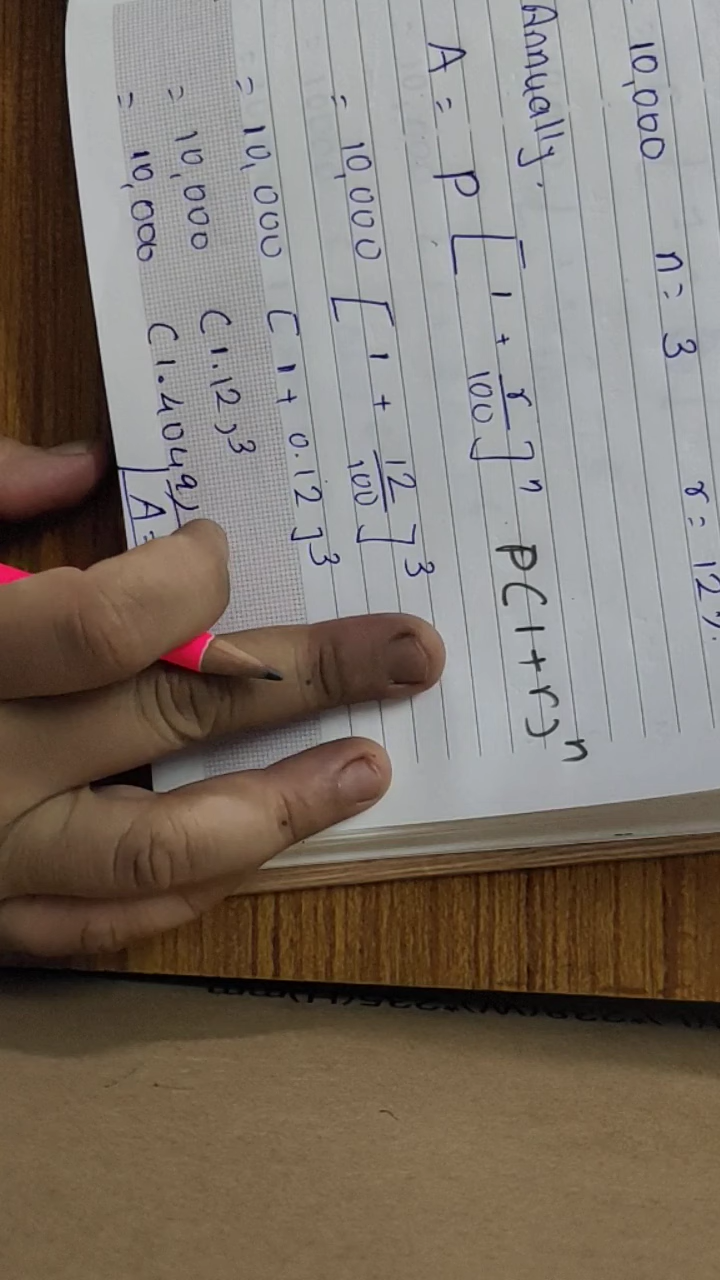 10,000 n = 3 r = 12%
Annually.
A = P [ 1 + r/100 ]ⁿ P(1+r)ⁿ
= 10,000 [ 1 + 12/100 ]³
= 10,000 [ 1 + 0.12 ]³
= 10,000 (1.12)³
= 10,000 (1.4049)
A =